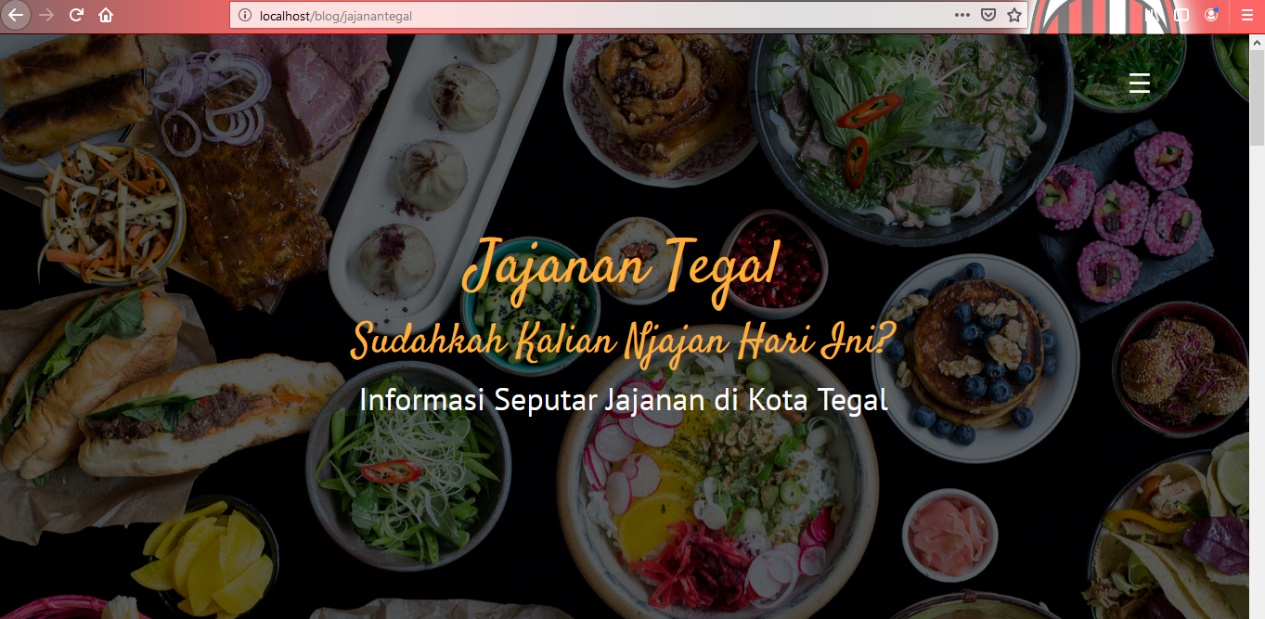 localhost/blog/jajanantegal
Jajanan Tegal
Sudahkah Kalian Njajan Hari Ini?
Informasi Seputar Jajanan di Kota Tegal